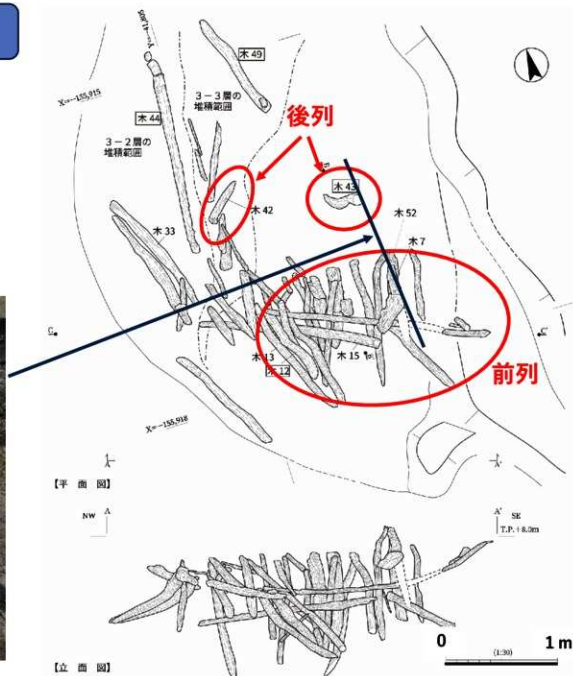 Y=-41,805
木 49
X=-155,915
3－3層の
堆積範囲
後列
木 44
3－2層の
堆積範囲
木 43
木 52
木 42
木 7
木 33
木 13
木 12
木 15
前列
X=-155,918
A
A'
【平 面 図】
NW
A
A'
SE
T.P.+8.0m
0
1 m
(1:30)
【立 面 図】